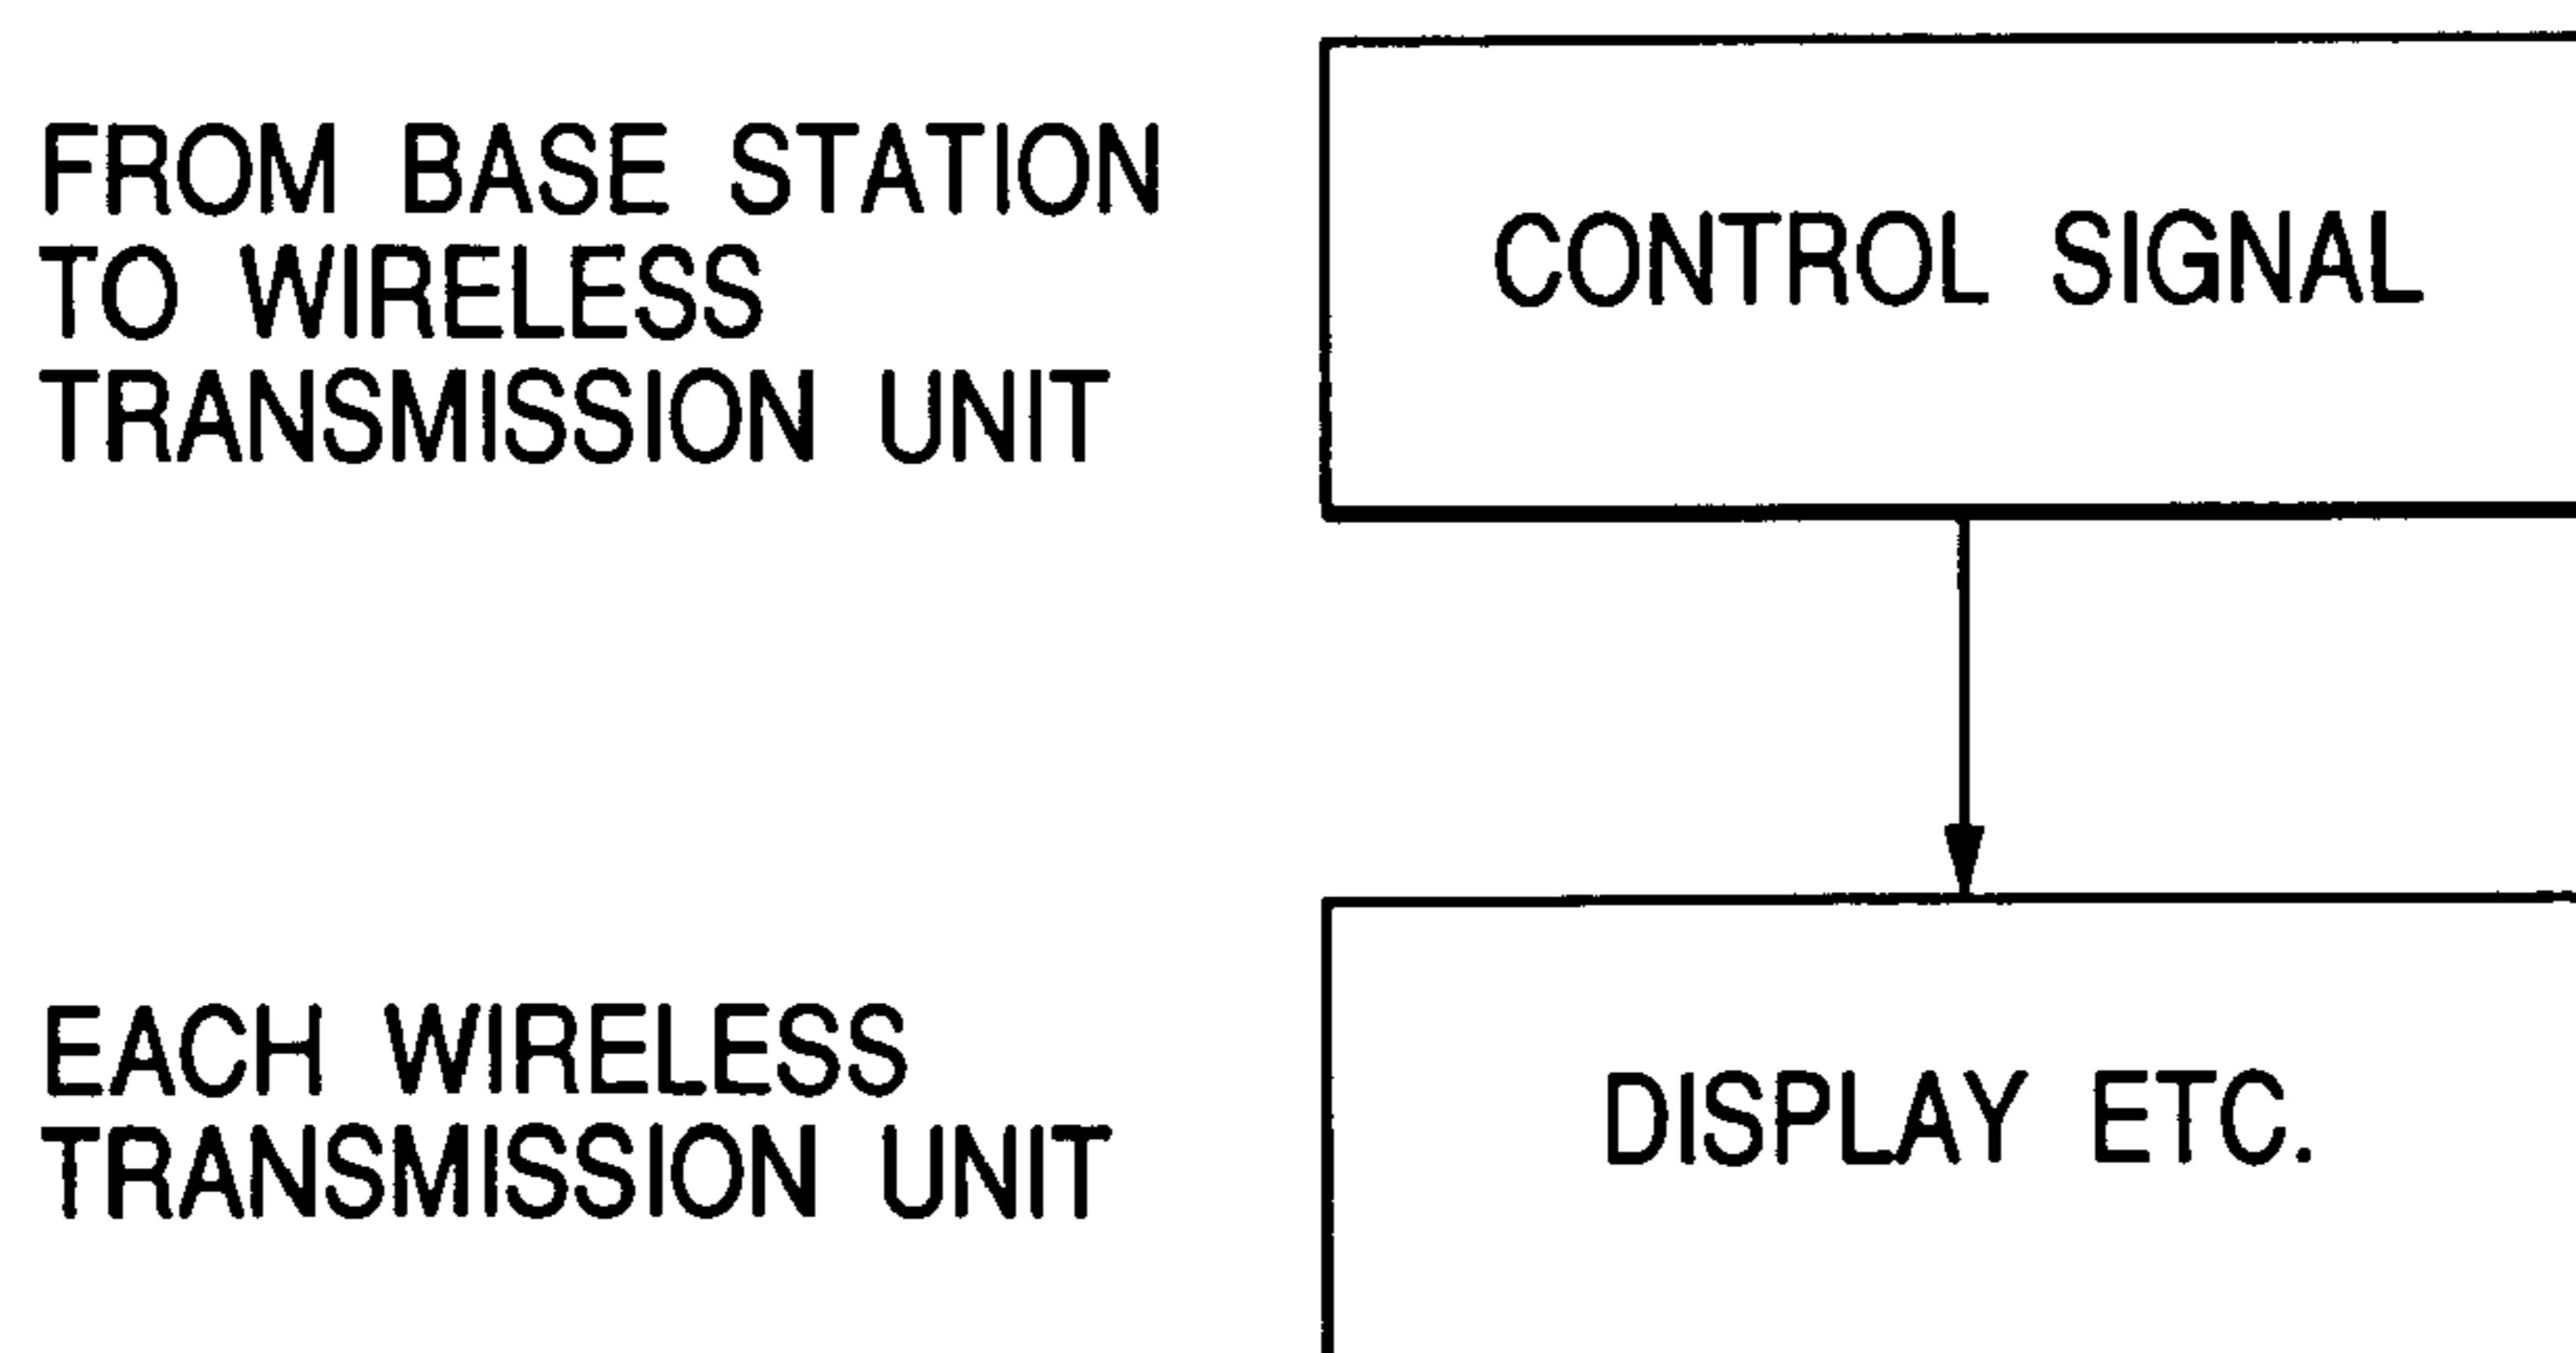 FROM BASE STATION
TO WIRELESS
TRANSMISSION UNIT
CONTROL SIGNAL
EACH WIRELESS
TRANSMISSION UNIT
DISPLAY ETC.